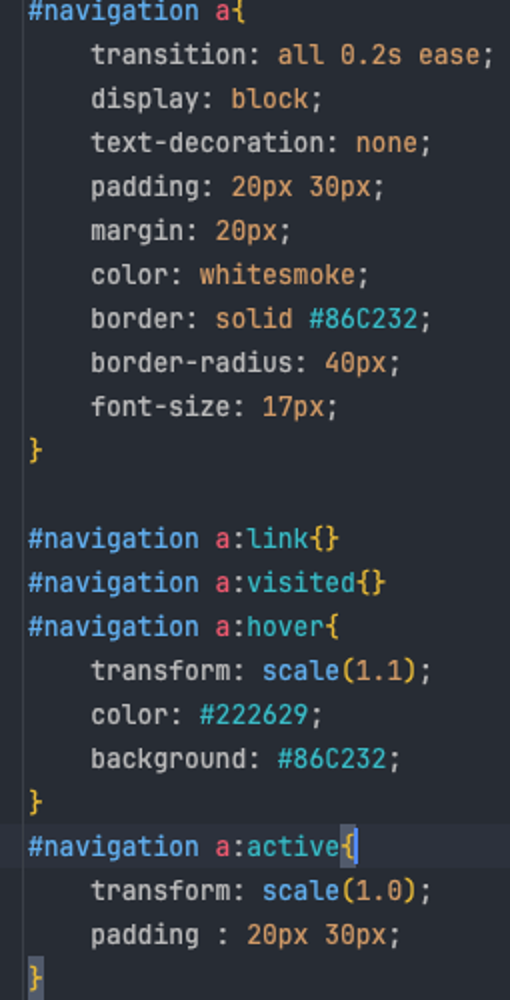 #navigation a{
    transition: all 0.2s ease;
    display: block;
    text-decoration: none;
    padding: 20px 30px;
    margin: 20px;
    color: whitesmoke;
    border: solid #86C232;
    border-radius: 40px;
    font-size: 17px;
}

#navigation a:link{}
#navigation a:visited{}
#navigation a:hover{
    transform: scale(1.1);
    color: #222629;
    background: #86C232;
}
#navigation a:active{
    transform: scale(1.0);
    padding : 20px 30px;
}